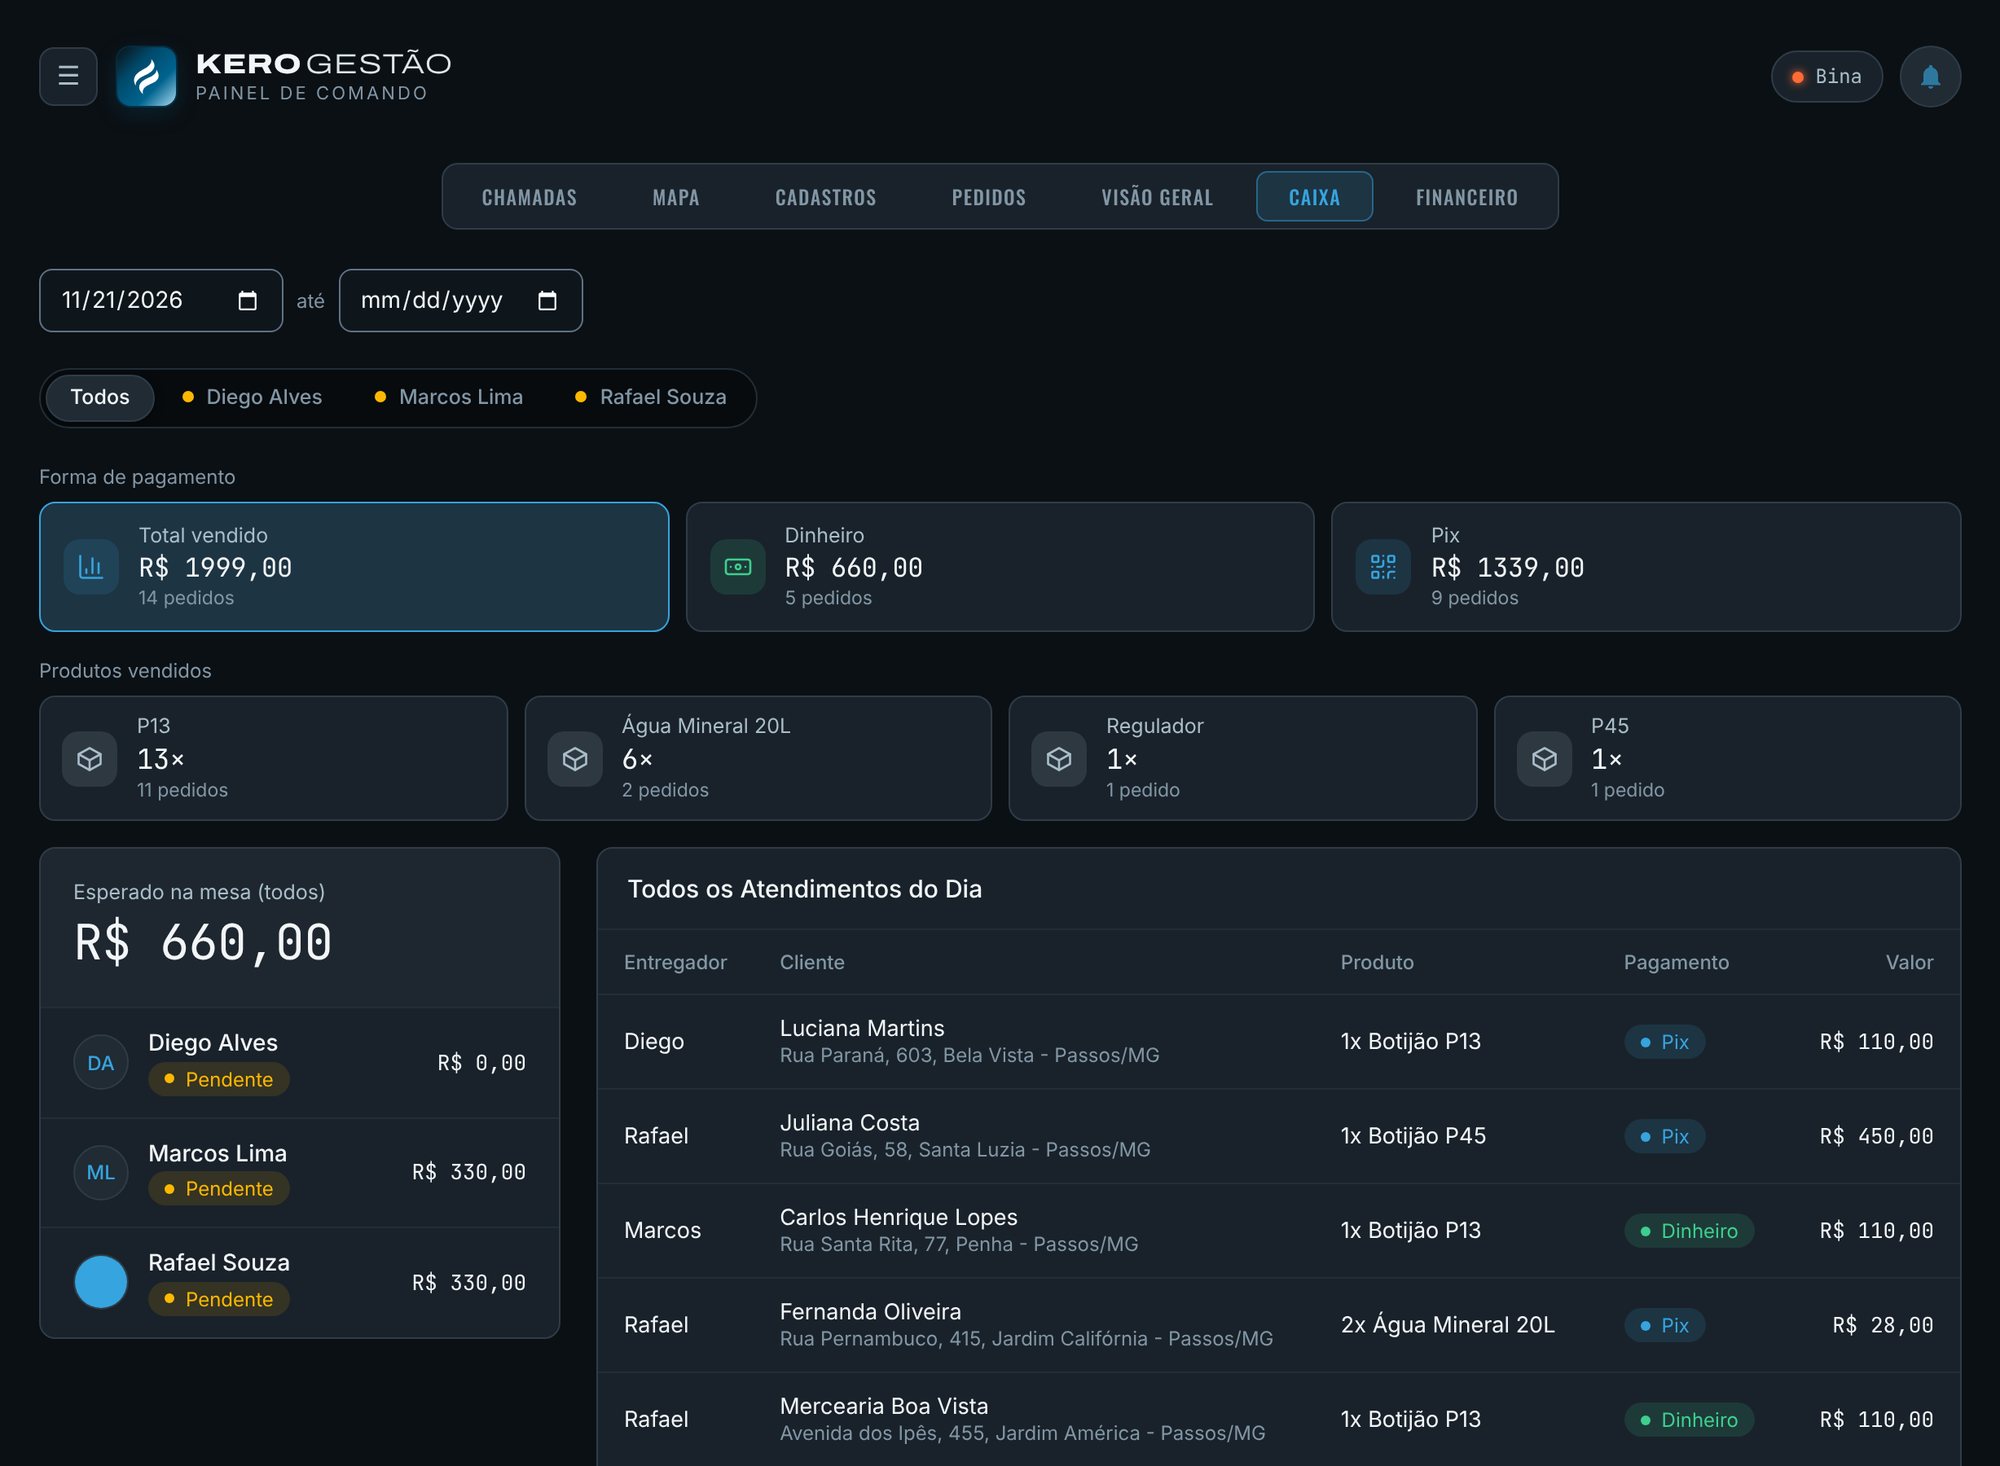 KERO GESTÃO
PAINEL DE COMANDO
Bina
CHAMADAS MAPA CADASTROS PEDIDOS VISÃO GERAL CAIXA FINANCEIRO
11/21/2026 até mm/dd/yyyy
Todos Diego Alves Marcos Lima Rafael Souza
Forma de pagamento
Total vendido
R$ 1999,00
14 pedidos
Dinheiro
R$ 660,00
5 pedidos
Pix
R$ 1339,00
9 pedidos
Produtos vendidos
P13
13×
11 pedidos
Água Mineral 20L
6×
2 pedidos
Regulador
1×
1 pedido
P45
1×
1 pedido
Esperado na mesa (todos)
R$ 660,00
DA Diego Alves R$ 0,00
Pendente
ML Marcos Lima R$ 330,00
Pendente
Rafael Souza R$ 330,00
Pendente
Todos os Atendimentos do Dia
Entregador Cliente Produto Pagamento Valor
Diego Luciana Martins 1x Botijão P13 Pix R$ 110,00
Rua Paraná, 603, Bela Vista - Passos/MG
Rafael Juliana Costa 1x Botijão P45 Pix R$ 450,00
Rua Goiás, 58, Santa Luzia - Passos/MG
Marcos Carlos Henrique Lopes 1x Botijão P13 Dinheiro R$ 110,00
Rua Santa Rita, 77, Penha - Passos/MG
Rafael Fernanda Oliveira 2x Água Mineral 20L Pix R$ 28,00
Rua Pernambuco, 415, Jardim Califórnia - Passos/MG
Rafael Mercearia Boa Vista 1x Botijão P13 Dinheiro R$ 110,00
Avenida dos Ipês, 455, Jardim América - Passos/MG